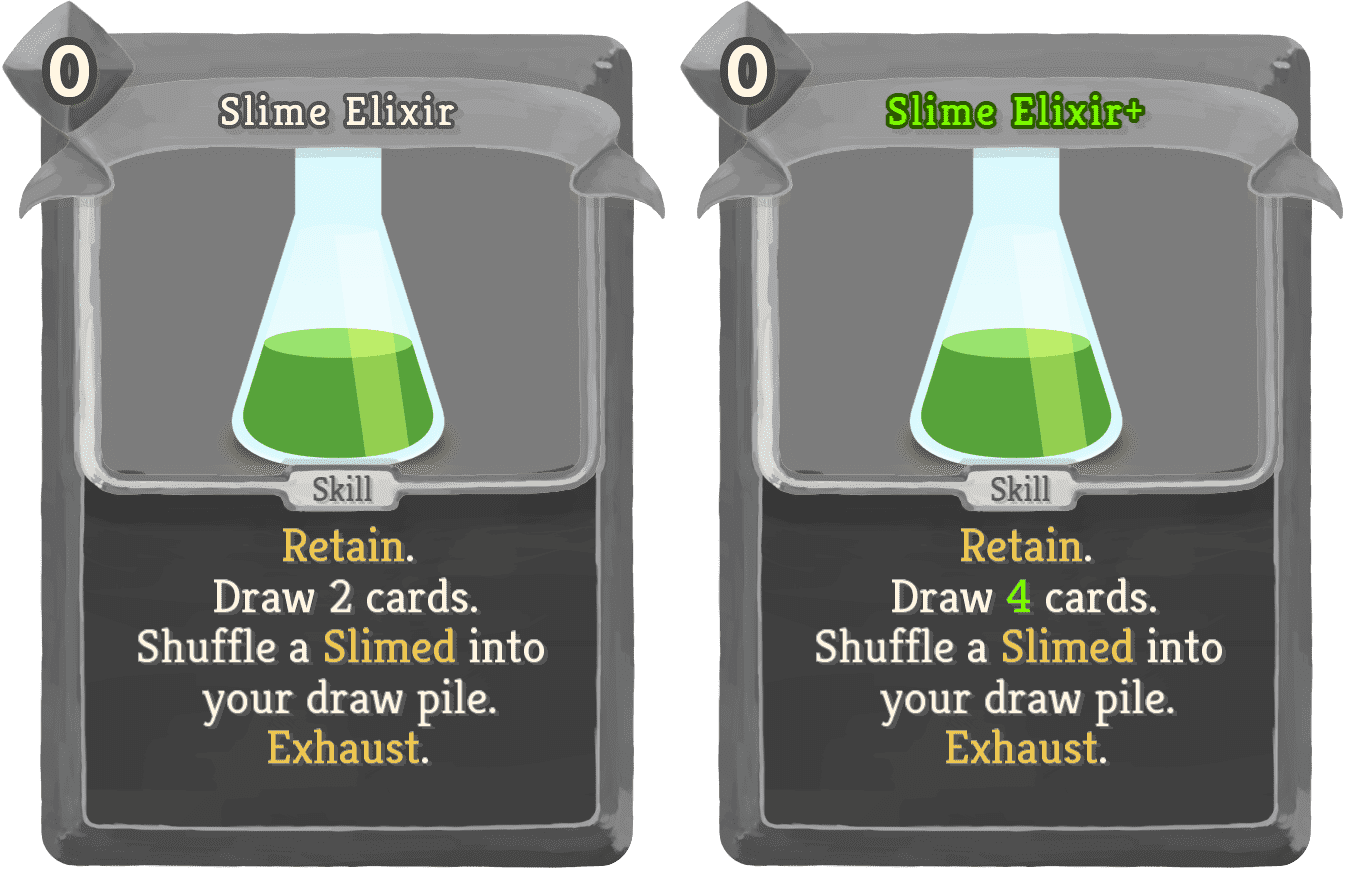 0
Slime Elixir
Skill
Retain.
Draw 2 cards.
Shuffle a Slimed into
your draw pile.
Exhaust.
0
Slime Elixir+
Skill
Retain.
Draw 4 cards.
Shuffle a Slimed into
your draw pile.
Exhaust.